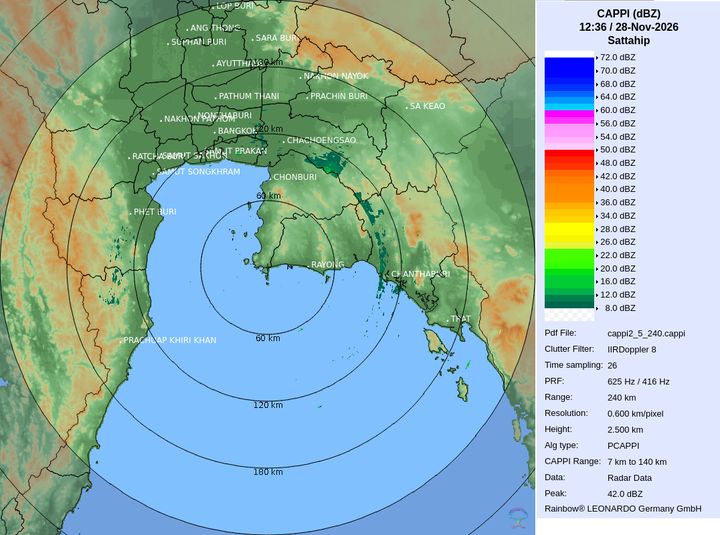 LOP BURI
ANG THONG
SUPHAN BURI
SARA BURI
AYUTTHAYA
NAKHON NAYOK
PATHUM THANI
PRACHIN BURI
SA KEAO
NONTHABURI
NAKHON PATHOM
BANGKOK
120 km
CHACHOENGSAO
RATCHABURI
SAMUT SAKHON
SAMUT PRAKAN
SAMUT SONGKHRAM
CHONBURI
60 km
PHET BURI
RAYONG
CHANTHABURI
TRAT
PRACHUAP KHIRI KHAN
60 km
120 km
180 km
CAPPI (dBZ)
12:36 / 28-Nov-2026
Sattahip
72.0 dBZ
70.0 dBZ
68.0 dBZ
64.0 dBZ
60.0 dBZ
56.0 dBZ
54.0 dBZ
50.0 dBZ
48.0 dBZ
42.0 dBZ
40.0 dBZ
36.0 dBZ
34.0 dBZ
28.0 dBZ
26.0 dBZ
22.0 dBZ
20.0 dBZ
16.0 dBZ
12.0 dBZ
8.0 dBZ
Pdf File: cappi2_5_240.cappi
Clutter Filter: IIRDoppler 8
Time sampling: 26
PRF: 625 Hz / 416 Hz
Range: 240 km
Resolution: 0.600 km/pixel
Height: 2.500 km
Alg type: PCAPPI
CAPPI Range: 7 km to 140 km
Data: Radar Data
Peak: 42.0 dBZ
Rainbow® LEONARDO Germany GmbH